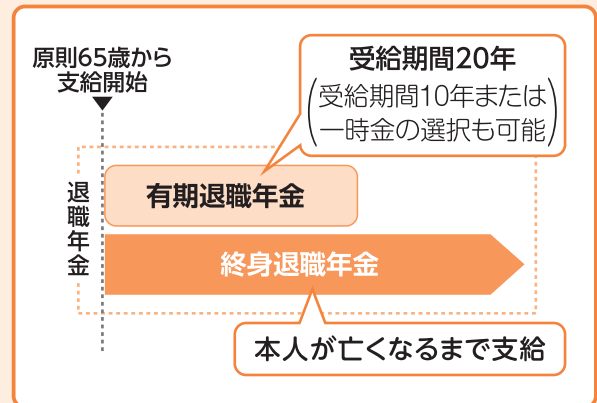 原則65歳から
支給開始
受給期間20年
(受給期間10年または
一時金の選択も可能)
退職年金
有期退職年金
終身退職年金
本人が亡くなるまで支給